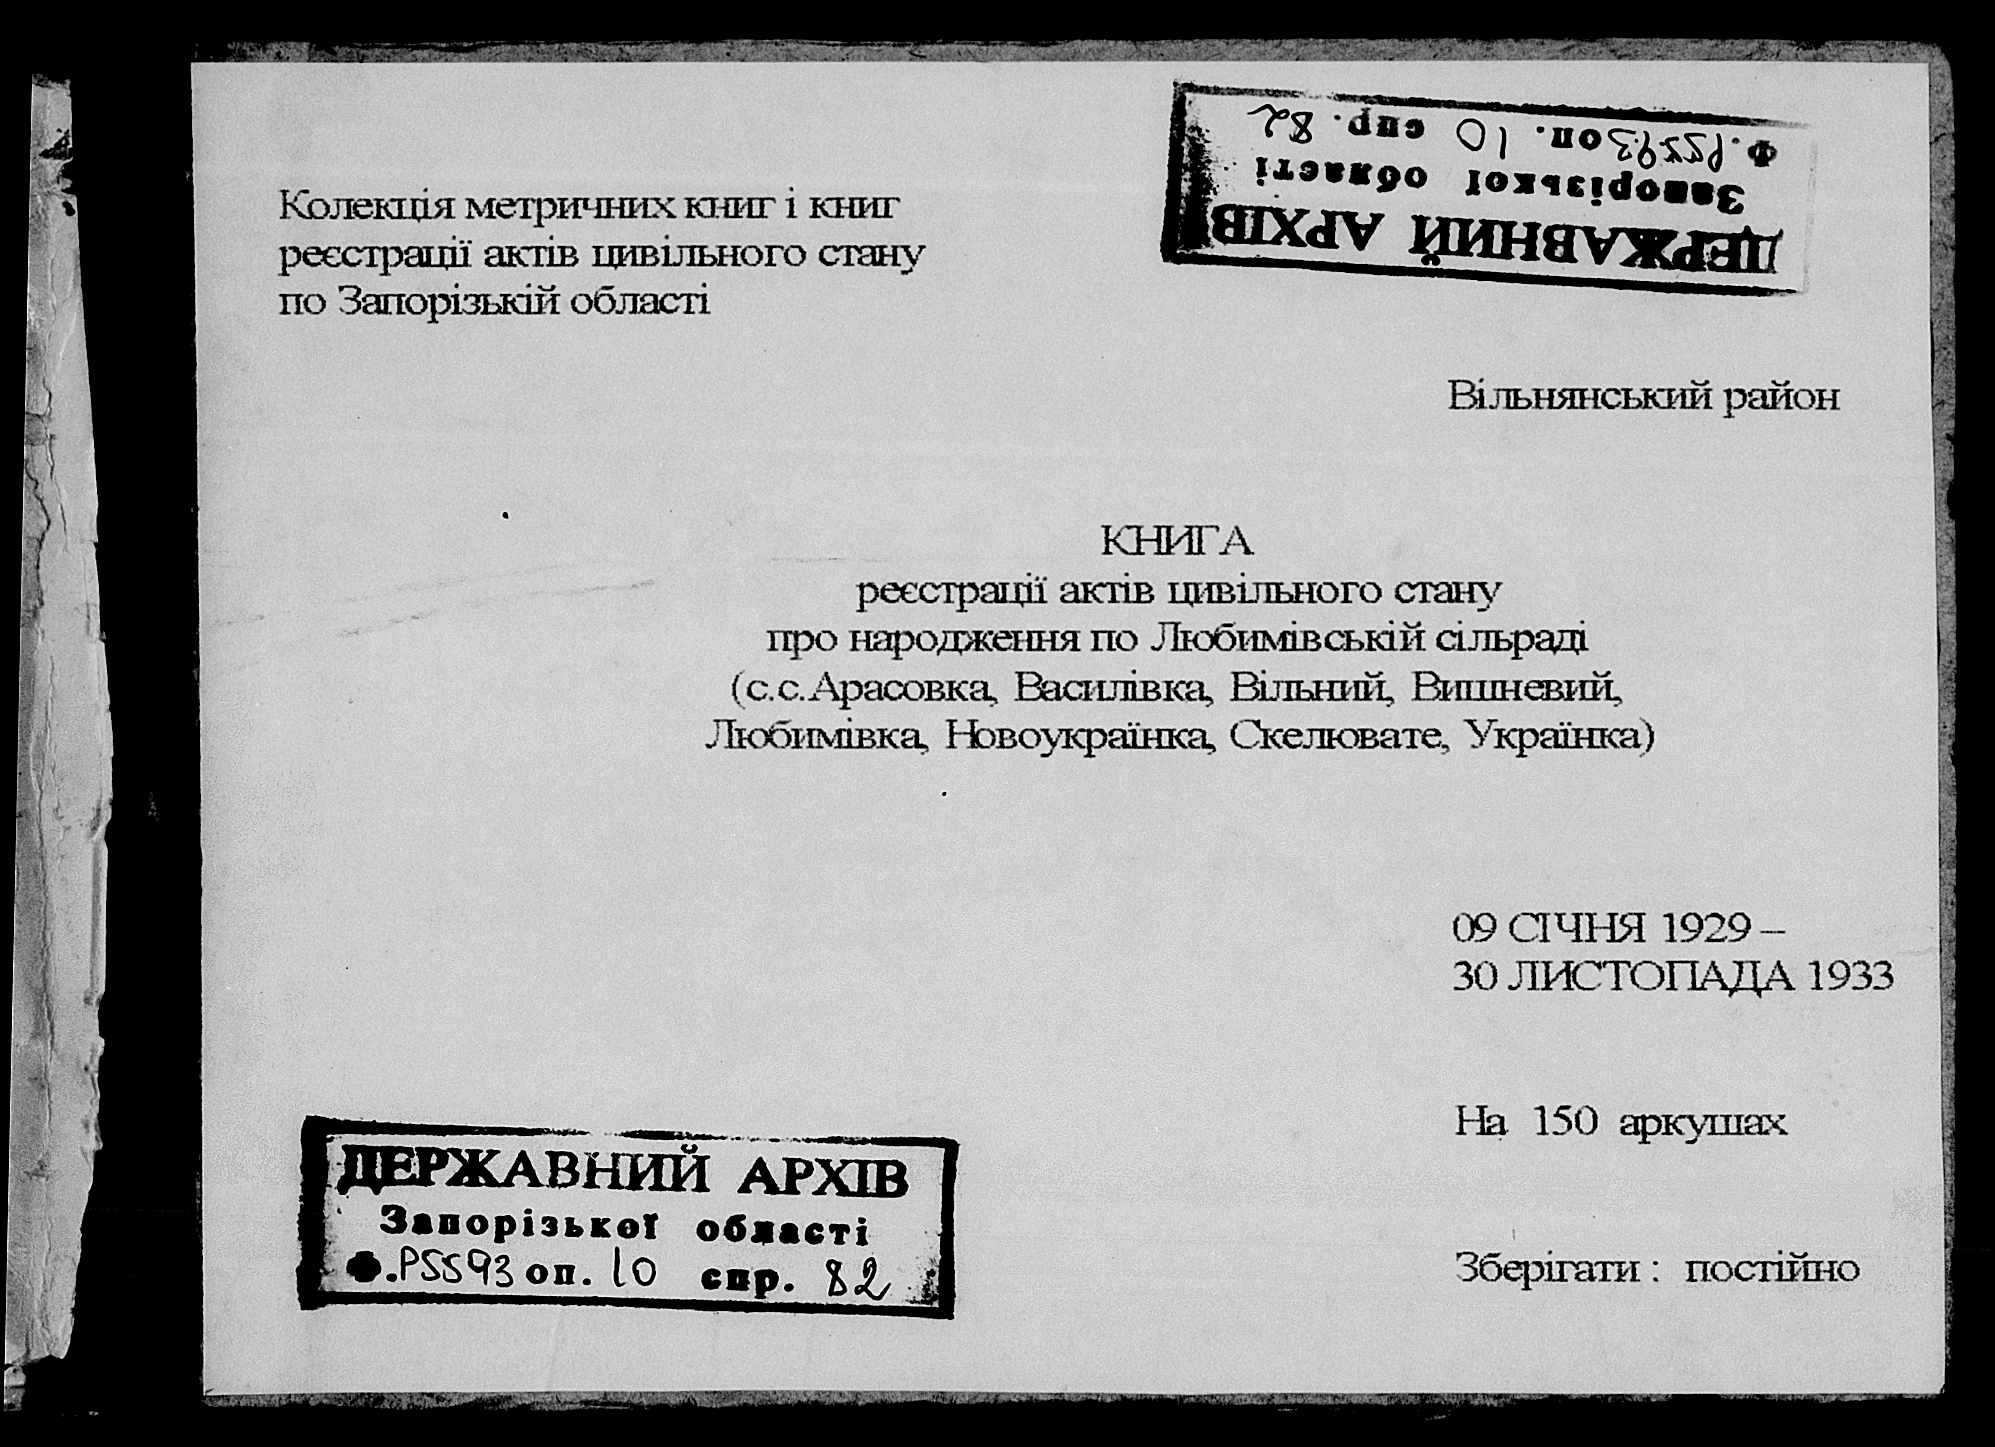 ДЕРЖАВНИЙ АРХІВ
Запорізької області
Ф.Р5593 оп. 10 спр. 82
Колекція метричних книг і книг
реєстрації актів цивільного стану
по Запорізькій області
Вільнянський район
КНИГА
реєстрації актів цивільного стану
про народження по Любимівській сільраді
(с.с.Арасовка, Василівка, Вільний, Вишневий,
Любимівка, Новоукраїнка, Скелювате, Українка)
09 СІЧНЯ 1929 –
30 ЛИСТОПАДА 1933
На 150 аркушах
ДЕРЖАВНИЙ АРХІВ
Запорізької області
Ф.Р5593 оп. 10 спр. 82
Зберігати : постійно